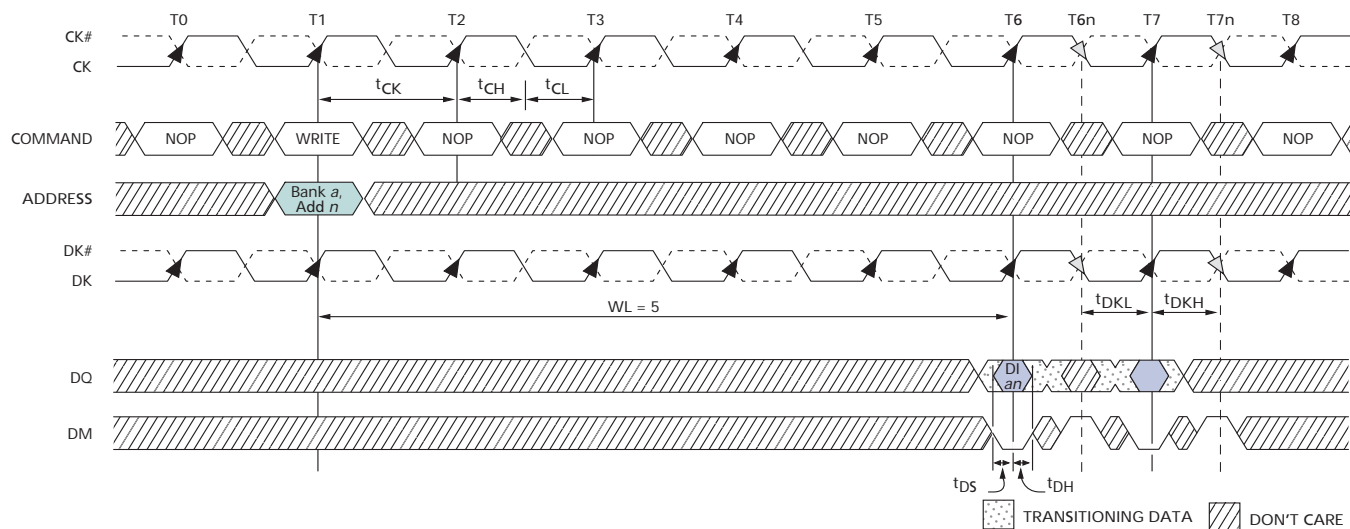 T0 T1 T2 T3 T4 T5 T6 T6n T7 T7n T8
CK#
CK
tCK tCH tCL
COMMAND NOP WRITE NOP NOP NOP NOP NOP NOP NOP
ADDRESS Bank a,
Add n
DK#
DK
WL = 5 tDKL tDKH
DQ DI
an
DM
tDS tDH
TRANSITIONING DATA DON'T CARE